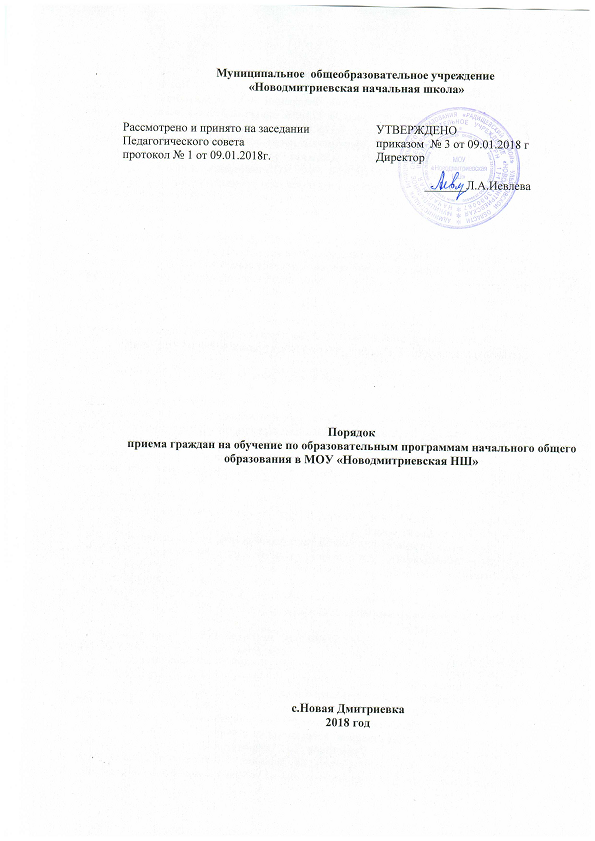 Муниципальное общеобразовательное учреждение
«Новодмитриевская начальная школа»
Рассмотрено и принято на заседании
Педагогического совета
протокол № 1 от 09.01.2018г.
УТВЕРЖДЕНО
приказом № 3 от 09.01.2018 г
Директор
Л.А.Иевлева
МОУ
Порядок
приема граждан на обучение по образовательным программам начального общего
образования в МОУ «Новодмитриевская НШ»
с.Новая Дмитриевка
2018 год